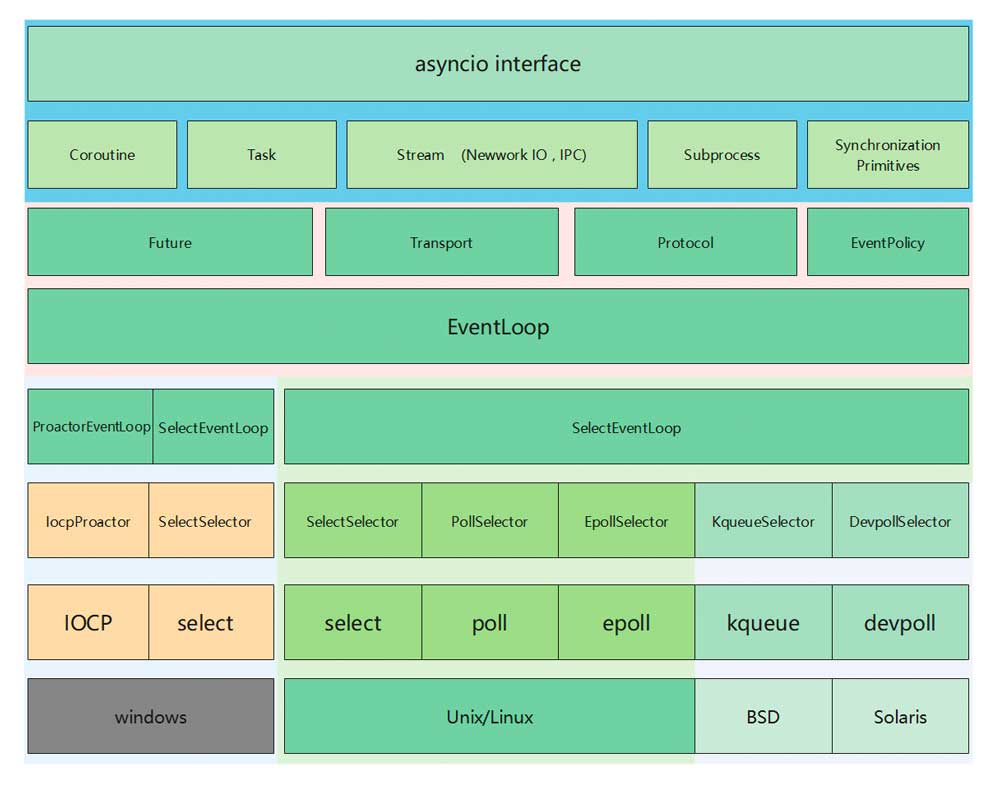 asyncio interface
Coroutine
Task
Stream (Newwork IO , IPC)
Subprocess
Synchronization
Primitives
Future
Transport
Protocol
EventPolicy
EventLoop
ProactorEventLoop
SelectEventLoop
SelectEventLoop
IocpProactor
SelectSelector
SelectSelector
PollSelector
EpollSelector
KqueueSelector
DevpollSelector
IOCP
select
select
poll
epoll
kqueue
devpoll
windows
Unix/Linux
BSD
Solaris